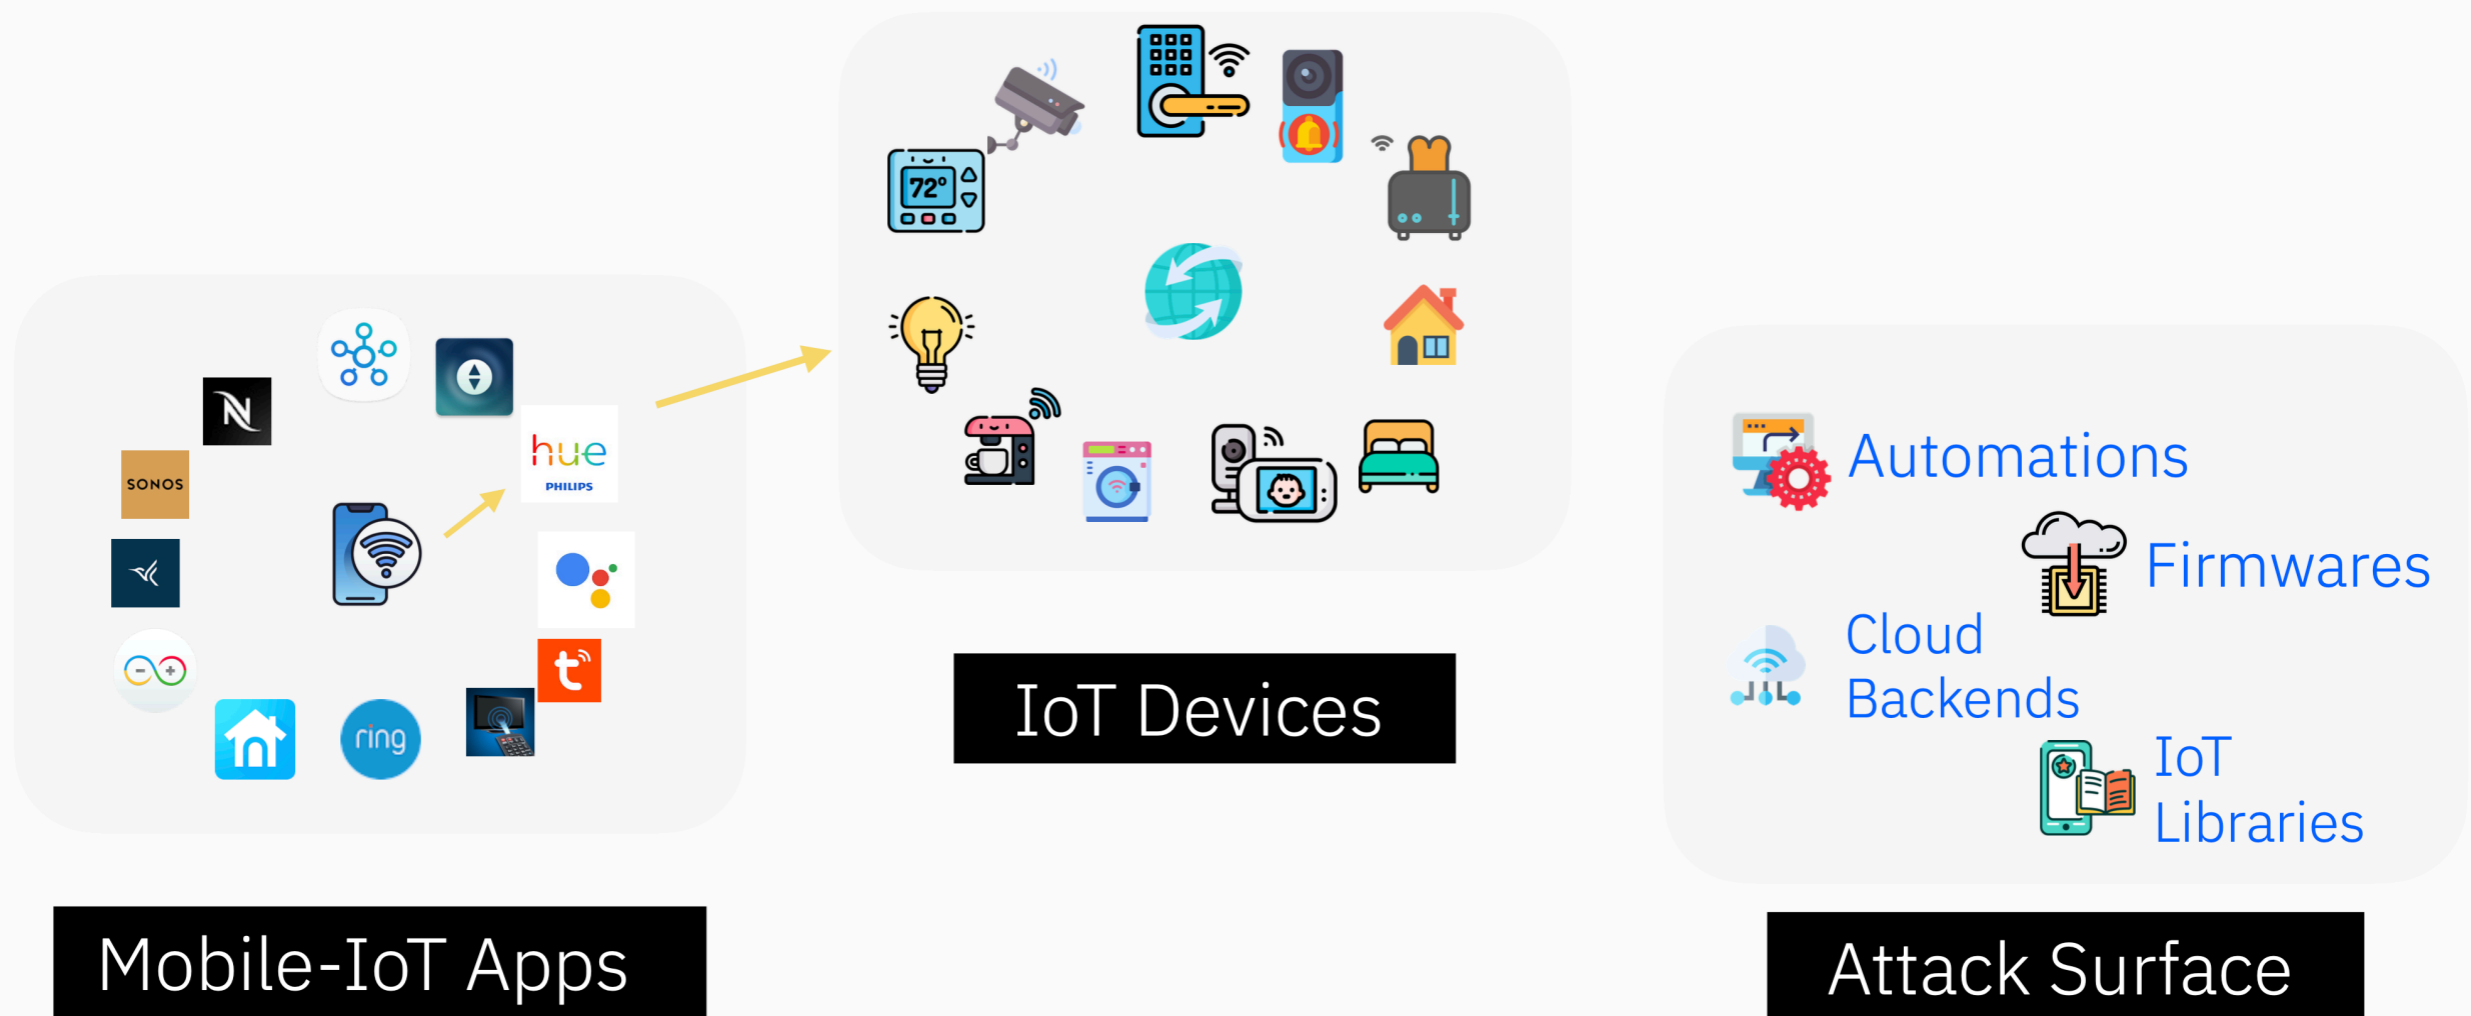 N
SONOS
hue
PHILIPS
t
ring
Mobile-IoT Apps
72°
IoT Devices
Automations
Firmwares
Cloud
Backends
IoT
Libraries
Attack Surface